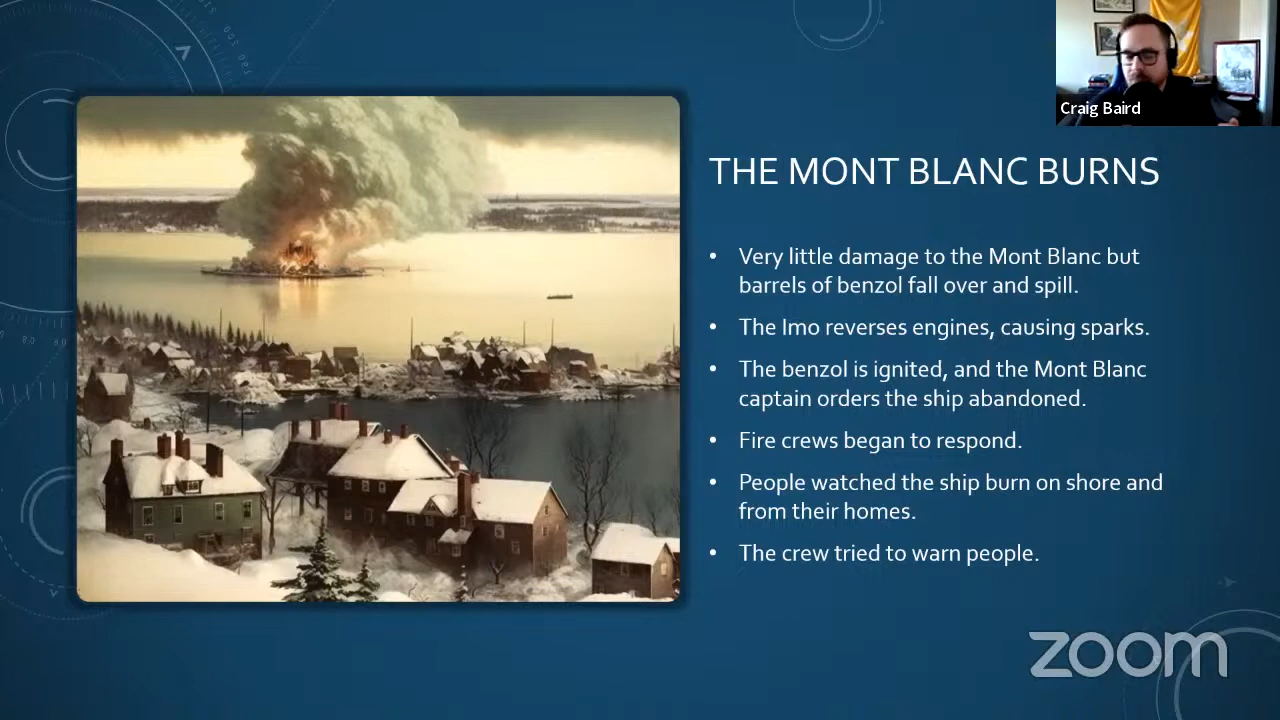 Craig Baird
THE MONT BLANC BURNS
• Very little damage to the Mont Blanc but
barrels of benzol fall over and spill.
• The Imo reverses engines, causing sparks.
• The benzol is ignited, and the Mont Blanc
captain orders the ship abandoned.
• Fire crews began to respond.
• People watched the ship burn on shore and
from their homes.
• The crew tried to warn people.
zoom